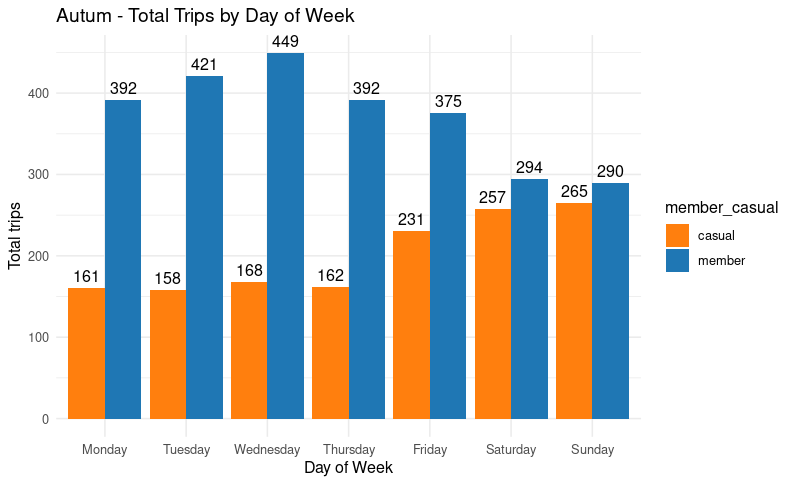 Autum - Total Trips by Day of Week
Total trips
400
300
200
100
0
161
392
158
421
168
449
162
392
231
375
257
294
265
290
Monday
Tuesday
Wednesday
Thursday
Friday
Saturday
Sunday
Day of Week
member_casual
casual
member